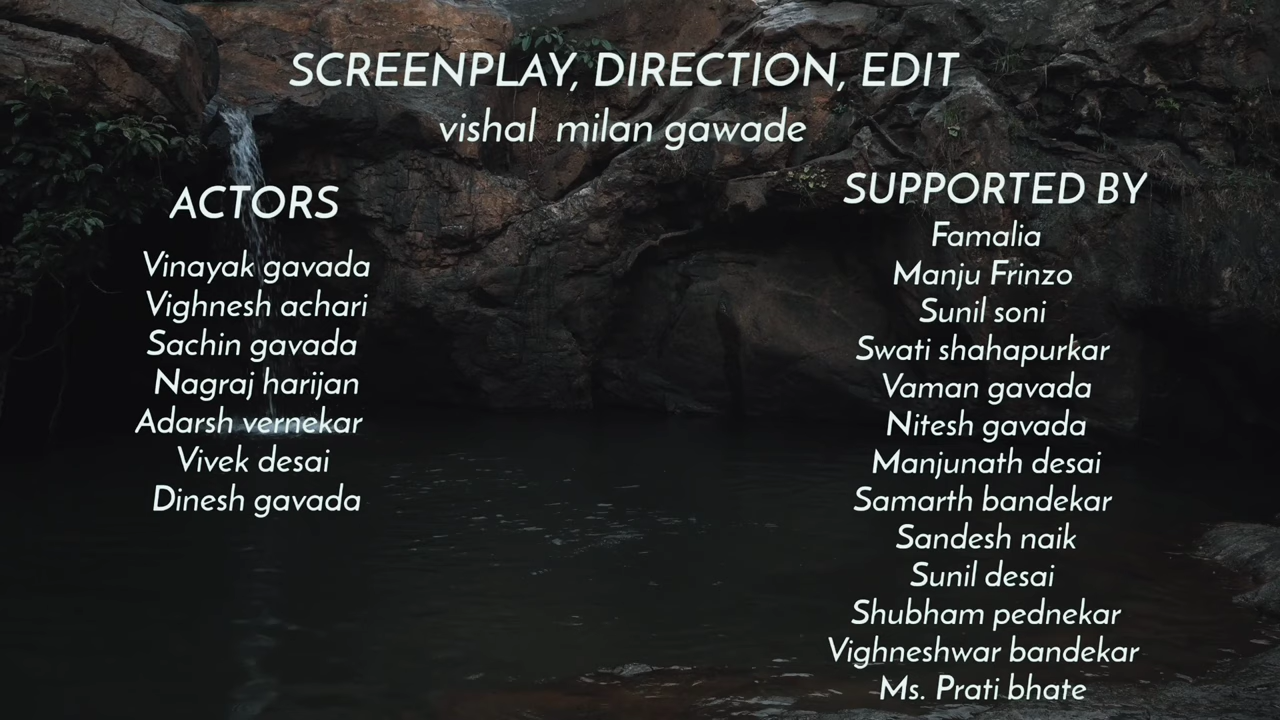 SCREENPLAY, DIRECTION, EDIT
vishal milan gawade
ACTORS
Vinayak gavada
Vighnesh achari
Sachin gavada
Nagraj harijan
Adarsh vernekar
Vivek desai
Dinesh gavada
SUPPORTED BY
Famalia
Manju Frinzo
Sunil soni
Swati shahapurkar
Vaman gavada
Nitesh gavada
Manjunath desai
Samarth bandekar
Sandesh naik
Sunil desai
Shubham pednekar
Vighneshwar bandekar
Ms. Prati bhate